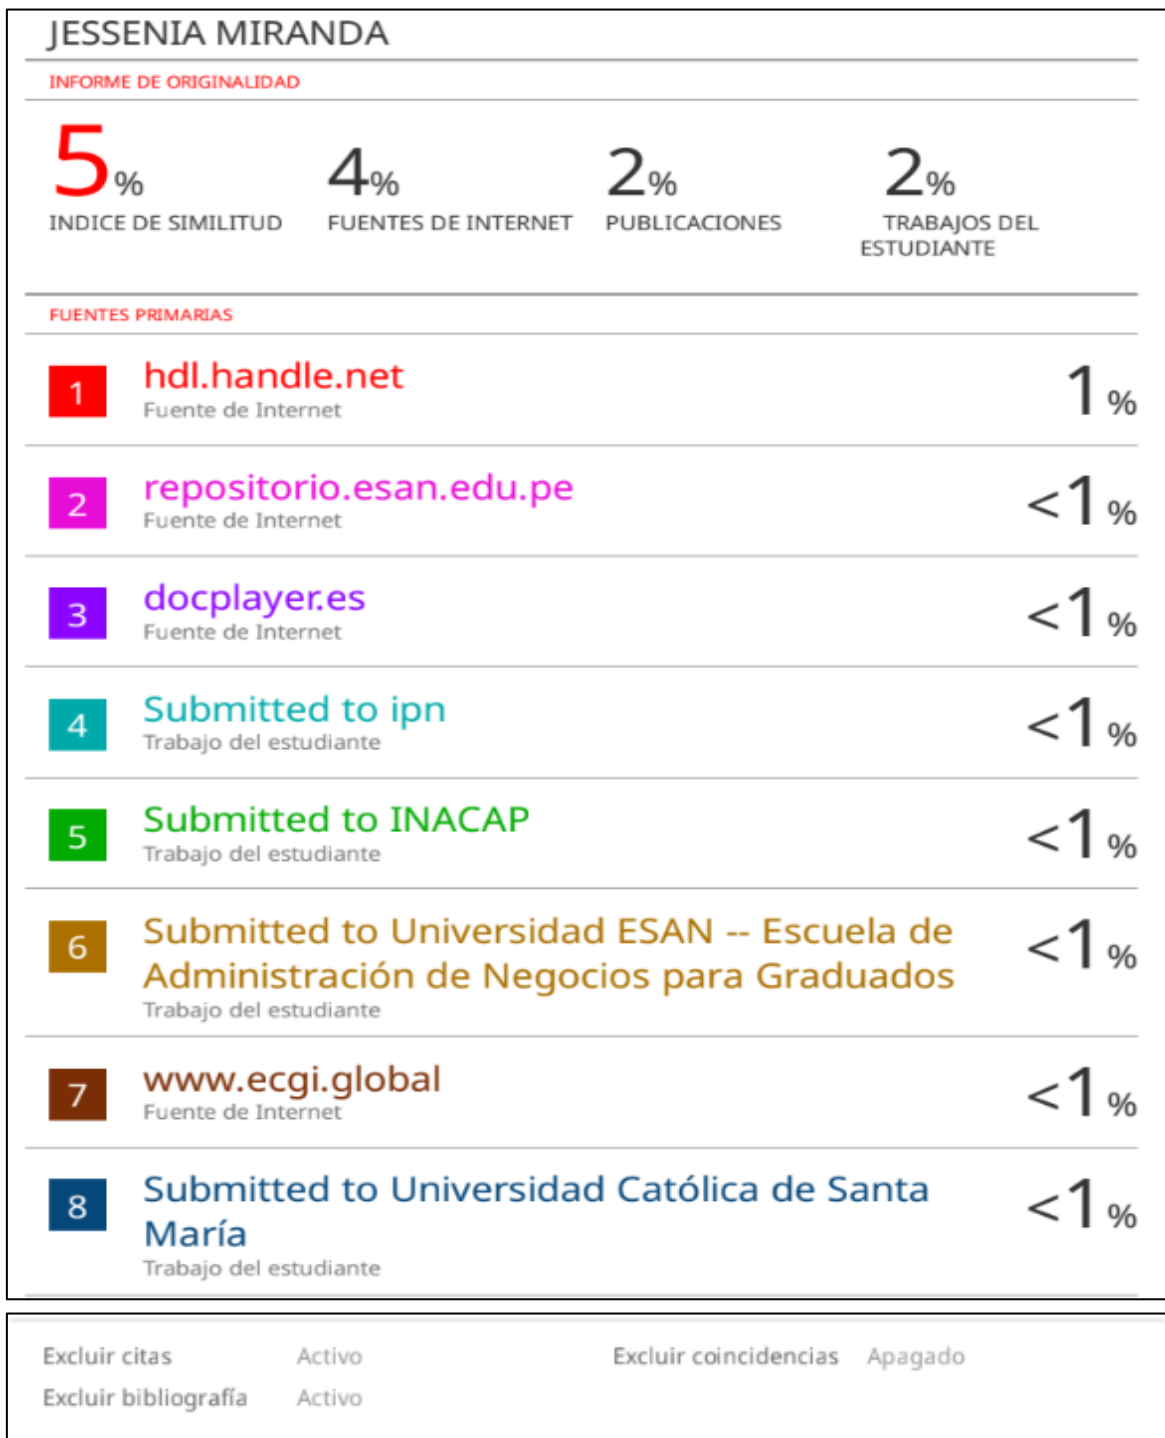 JESSENIA MIRANDA
INFORME DE ORIGINALIDAD
5% 4% 2% 2%
INDICE DE SIMILITUD FUENTES DE INTERNET PUBLICACIONES TRABAJOS DEL
ESTUDIANTE
FUENTES PRIMARIAS
1 hdl.handle.net 1%
Fuente de Internet
2 repositorio.esan.edu.pe <1%
Fuente de Internet
3 docplayer.es <1%
Fuente de Internet
4 Submitted to ipn <1%
Trabajo del estudiante
5 Submitted to INACAP <1%
Trabajo del estudiante
6 Submitted to Universidad ESAN -- Escuela de <1%
Administración de Negocios para Graduados
Trabajo del estudiante
7 www.ecgi.global <1%
Fuente de Internet
8 Submitted to Universidad Católica de Santa <1%
María
Trabajo del estudiante
Excluir citas Activo Excluir coincidencias Apagado
Excluir bibliografía Activo